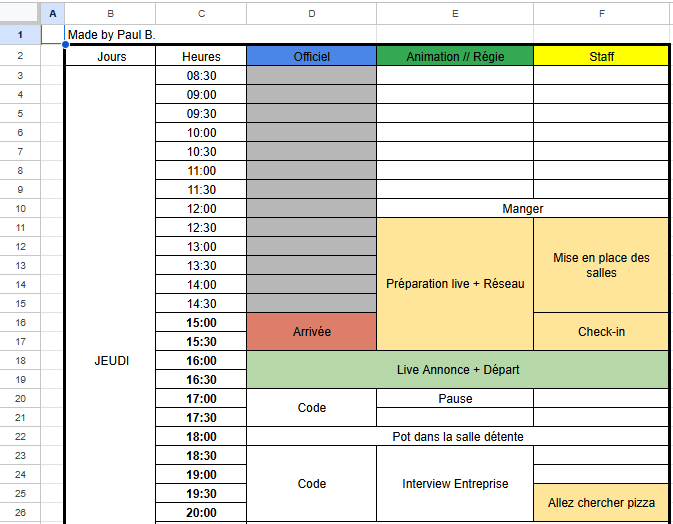 A B C D E F
1 Made by Paul B.
2 Jours Heures Officiel Animation // Régie Staff
3 08:30
4 09:00
5 09:30
6 10:00
7 10:30
8 11:00
9 11:30
10 12:00 Manger
11 12:30
12 13:00 Mise en place des
13 13:30 salles
14 14:00 Préparation live + Réseau
15 14:30
16 15:00 Arrivée Check-in
17 15:30
18 JEUDI 16:00 Live Annonce + Départ
19 16:30
20 17:00 Code Pause
21 17:30
22 18:00 Pot dans la salle détente
23 18:30
24 19:00 Code Interview Entreprise
25 19:30 Allez chercher pizza
26 20:00